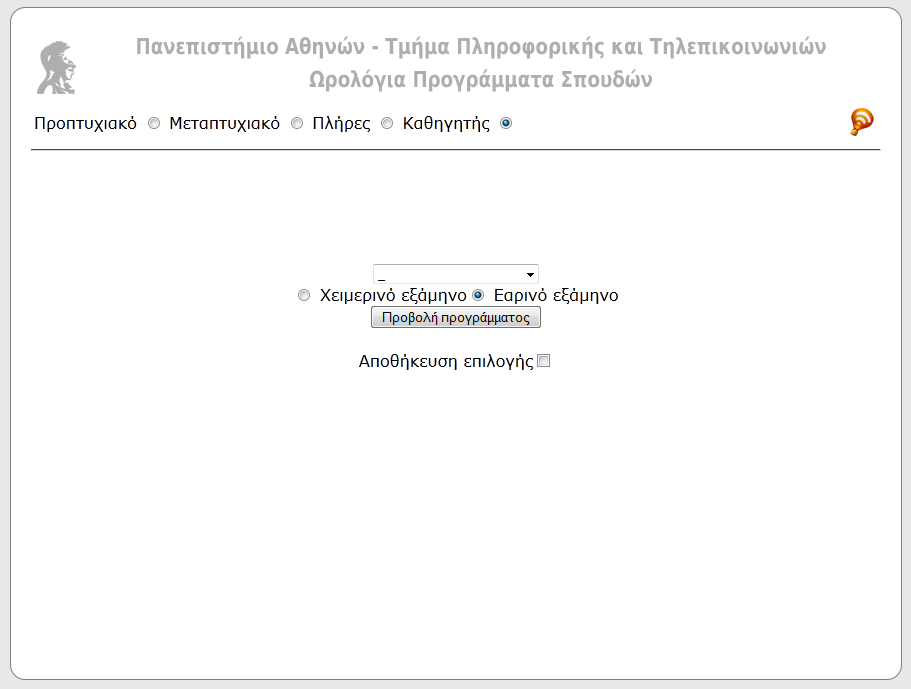 Πανεπιστήμιο Αθηνών - Τμήμα Πληροφορικής και Τηλεπικοινωνιών
Ωρολόγια Προγράμματα Σπουδών
Προπτυχιακό Μεταπτυχιακό Πλήρες Καθηγητής
_
Χειμερινό εξάμηνο Εαρινό εξάμηνο
Προβολή προγράμματος
Αποθήκευση επιλογής